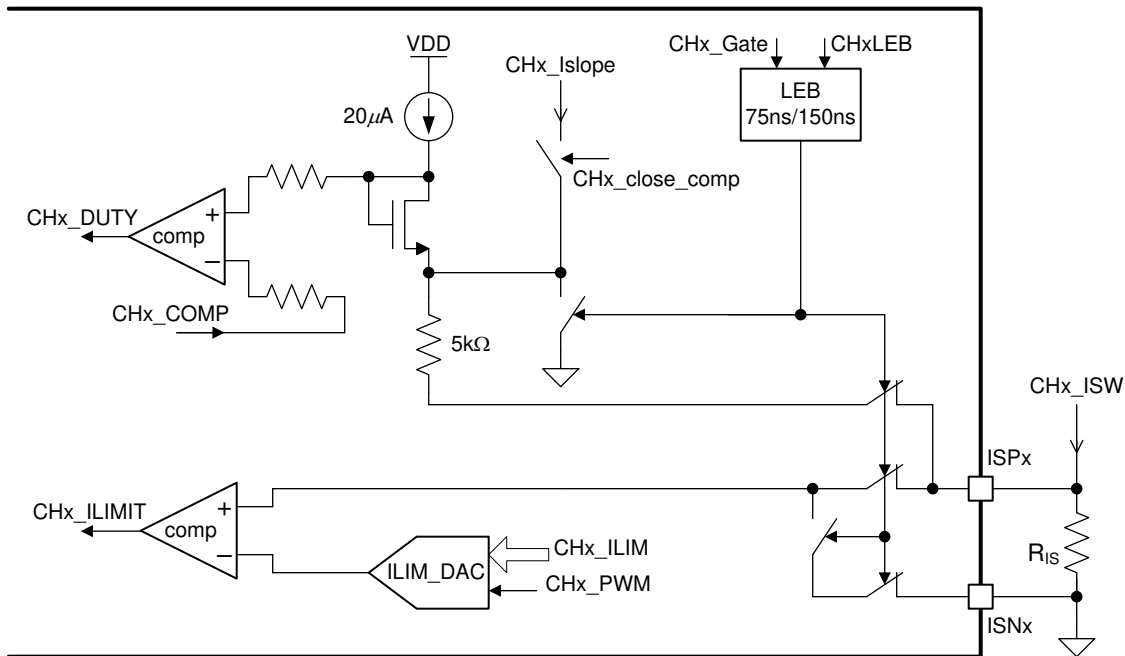 CHx_Gate
CHxLEB
VDD
CHx_Islope
LEB
75ns/150ns
20µA
CHx_close_comp
CHx_DUTY
+
comp
−
CHx_COMP
5kΩ
CHx_ISW
ISPx
CHx_ILIMIT
+
comp
−
CHx_ILIM
ILIM_DAC
CHx_PWM
RIS
ISNx